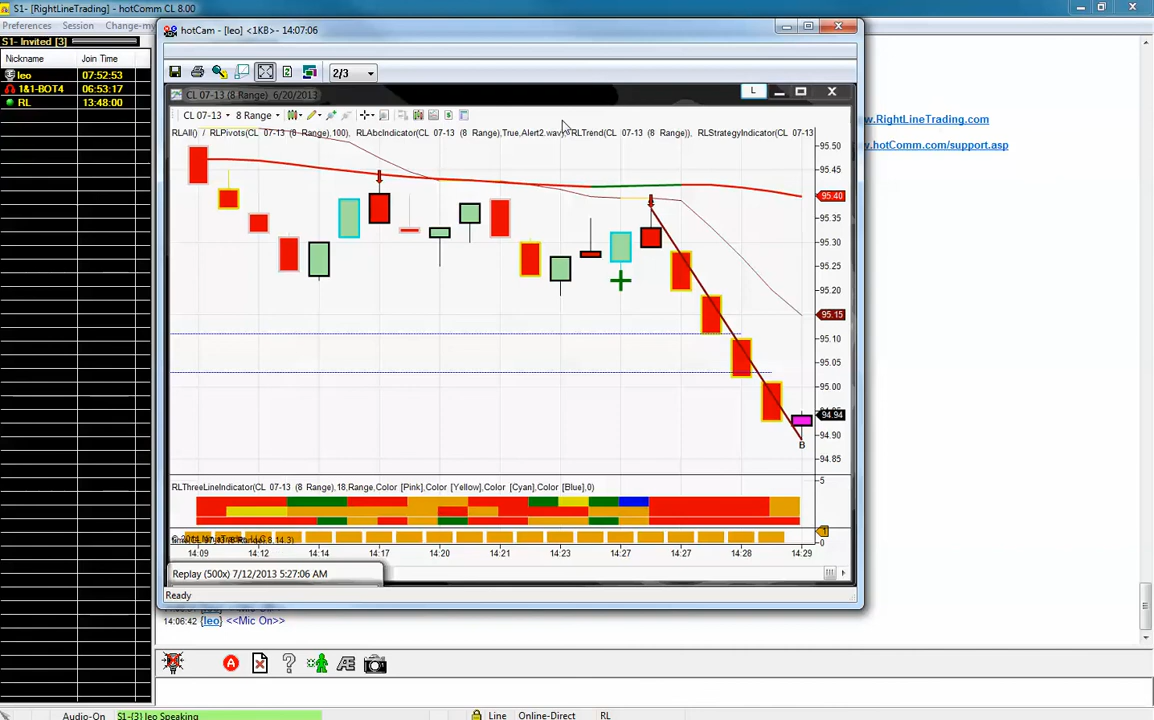 S1- [RightLineTrading] - hotComm CL 8.00
Preferences Session Change-my
S1- Invited [3]
Nickname Join Time
leo 07:52:53
1&1-BOT4 06:53:17
RL 13:48:00
hotCam - [leo] <1KB>- 14:07:06
2/3
CL 07-13 (8 Range) 6/20/2013
L
CL 07-13 8 Range
RLAll() / RLPivots(CL 07-13 (8 Range),100), RLAbcIndicator(CL 07-13 (8 Range),True,Alert2.wav), RLTrend(CL 07-13 (8 Range)), RLStrategyIndicator(CL 07-13
w.RightLineTrading.com
w.hotComm.com/support.asp
95.50
95.45
95.40
95.35
95.30
95.25
95.20
95.15
95.10
95.05
95.00
94.94
94.90
94.85
B
RLThreeLineIndicator(CL 07-13 (8 Range),18,Range,Color [Pink],Color [Yellow],Color [Cyan],Color [Blue],0)
5
1
0
14:09 14:12 14:14 14:17 14:20 14:21 14:23 14:27 14:27 14:28 14:29
Replay (500x) 7/12/2013 5:27:06 AM
Ready
{leo} <<Mic On>>
14:06:42 {leo} <<Mic On>>
Audio-On S1-(3) leo Speaking Line Online-Direct RL